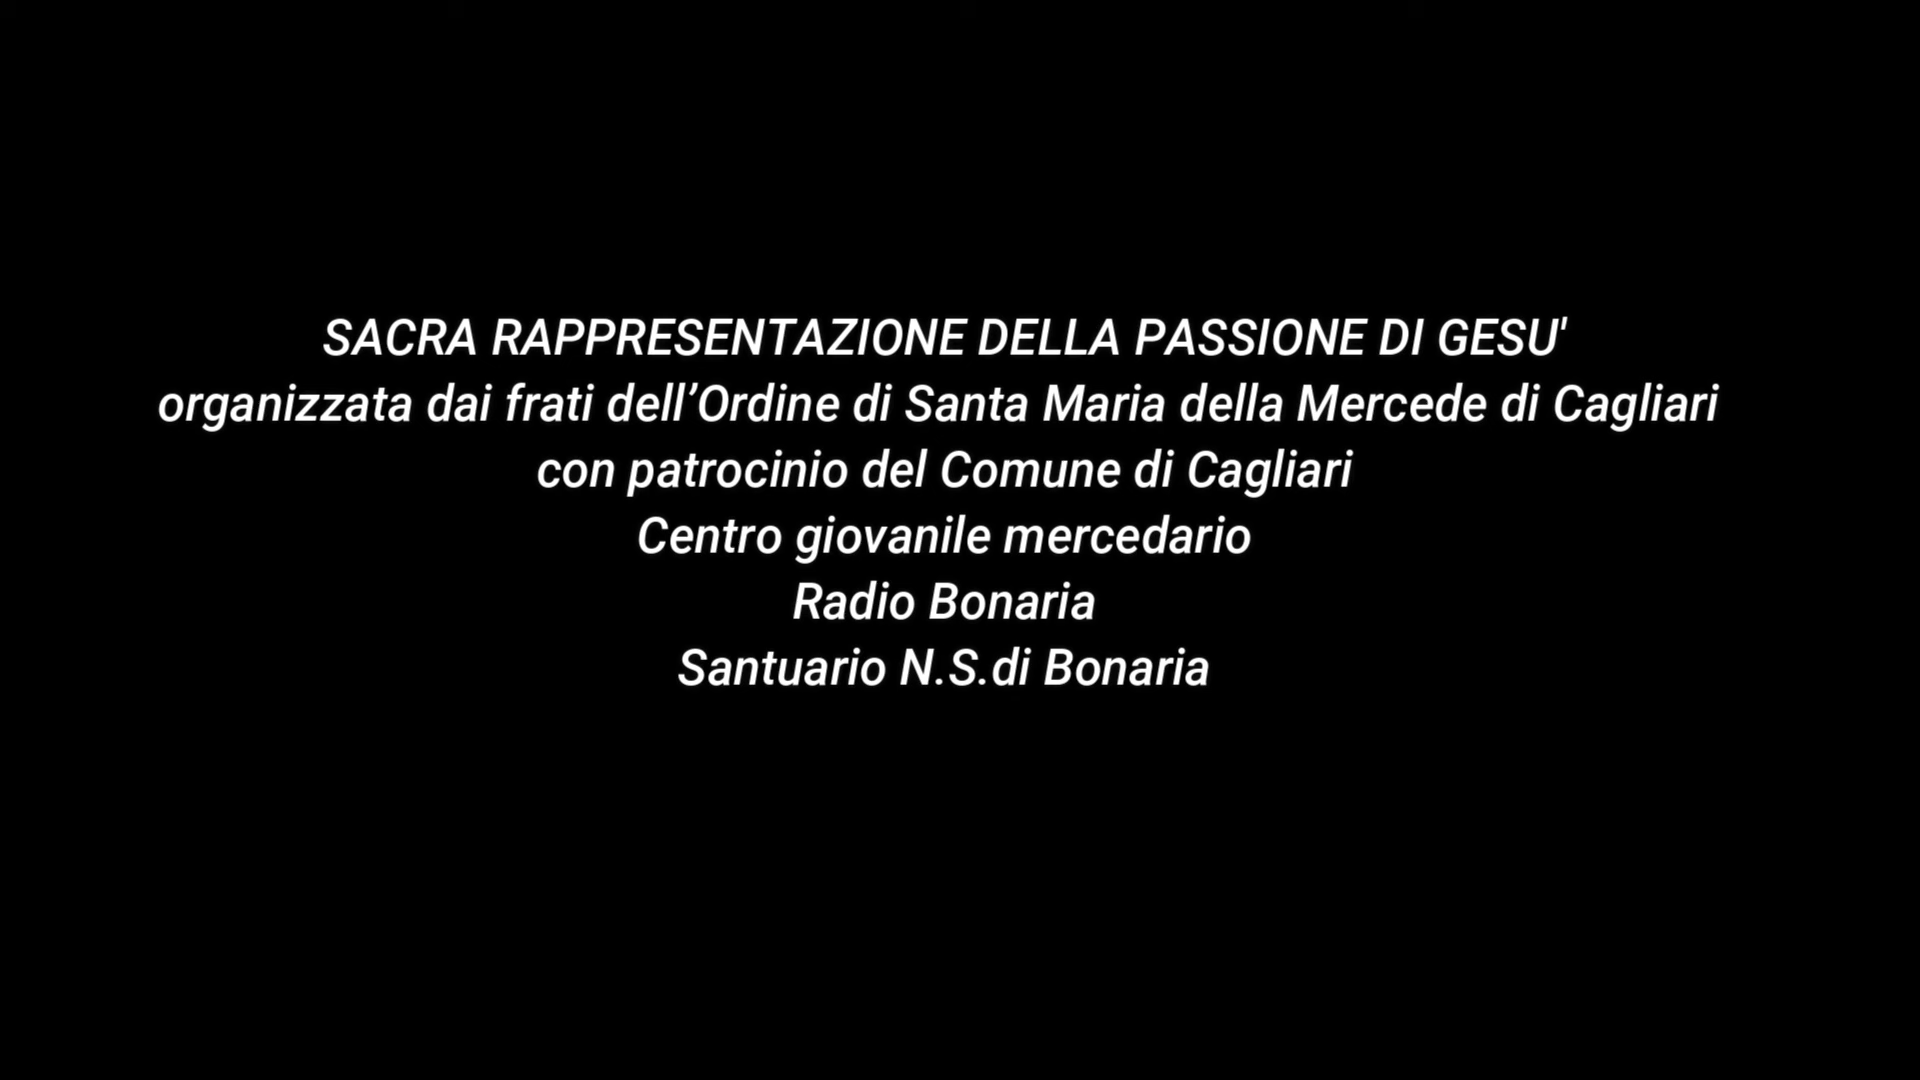 SACRA RAPPRESENTAZIONE DELLA PASSIONE DI GESU'
organizzata dai frati dell’Ordine di Santa Maria della Mercede di Cagliari
con patrocinio del Comune di Cagliari
Centro giovanile mercedario
Radio Bonaria
Santuario N.S.di Bonaria